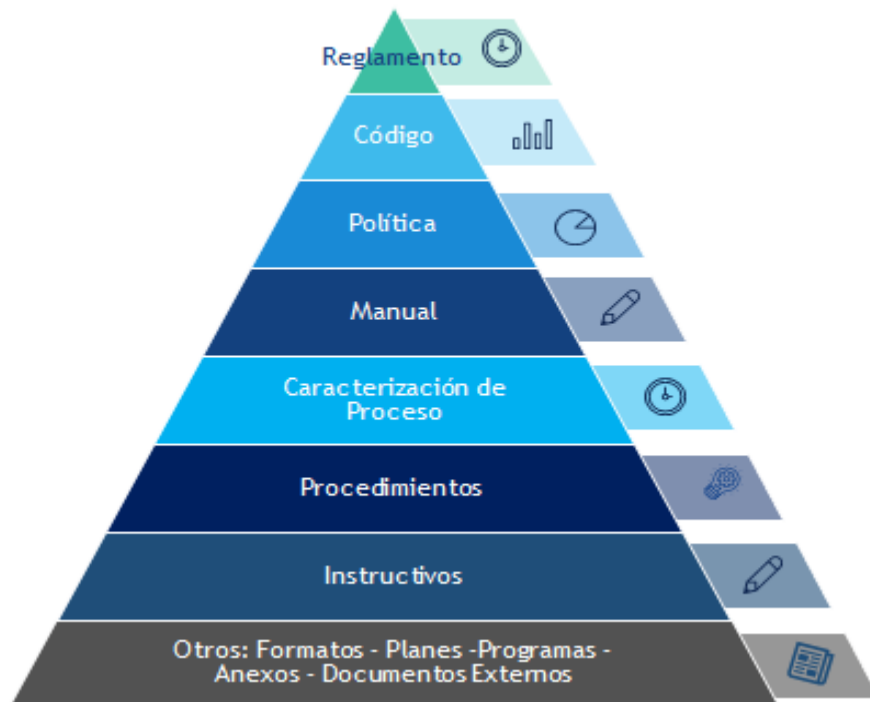 Reglamento
Código
Política
Manual
Caracterización de
Proceso
Procedimientos
Instructivos
Otros: Formatos - Planes -Programas -
Anexos - Documentos Externos